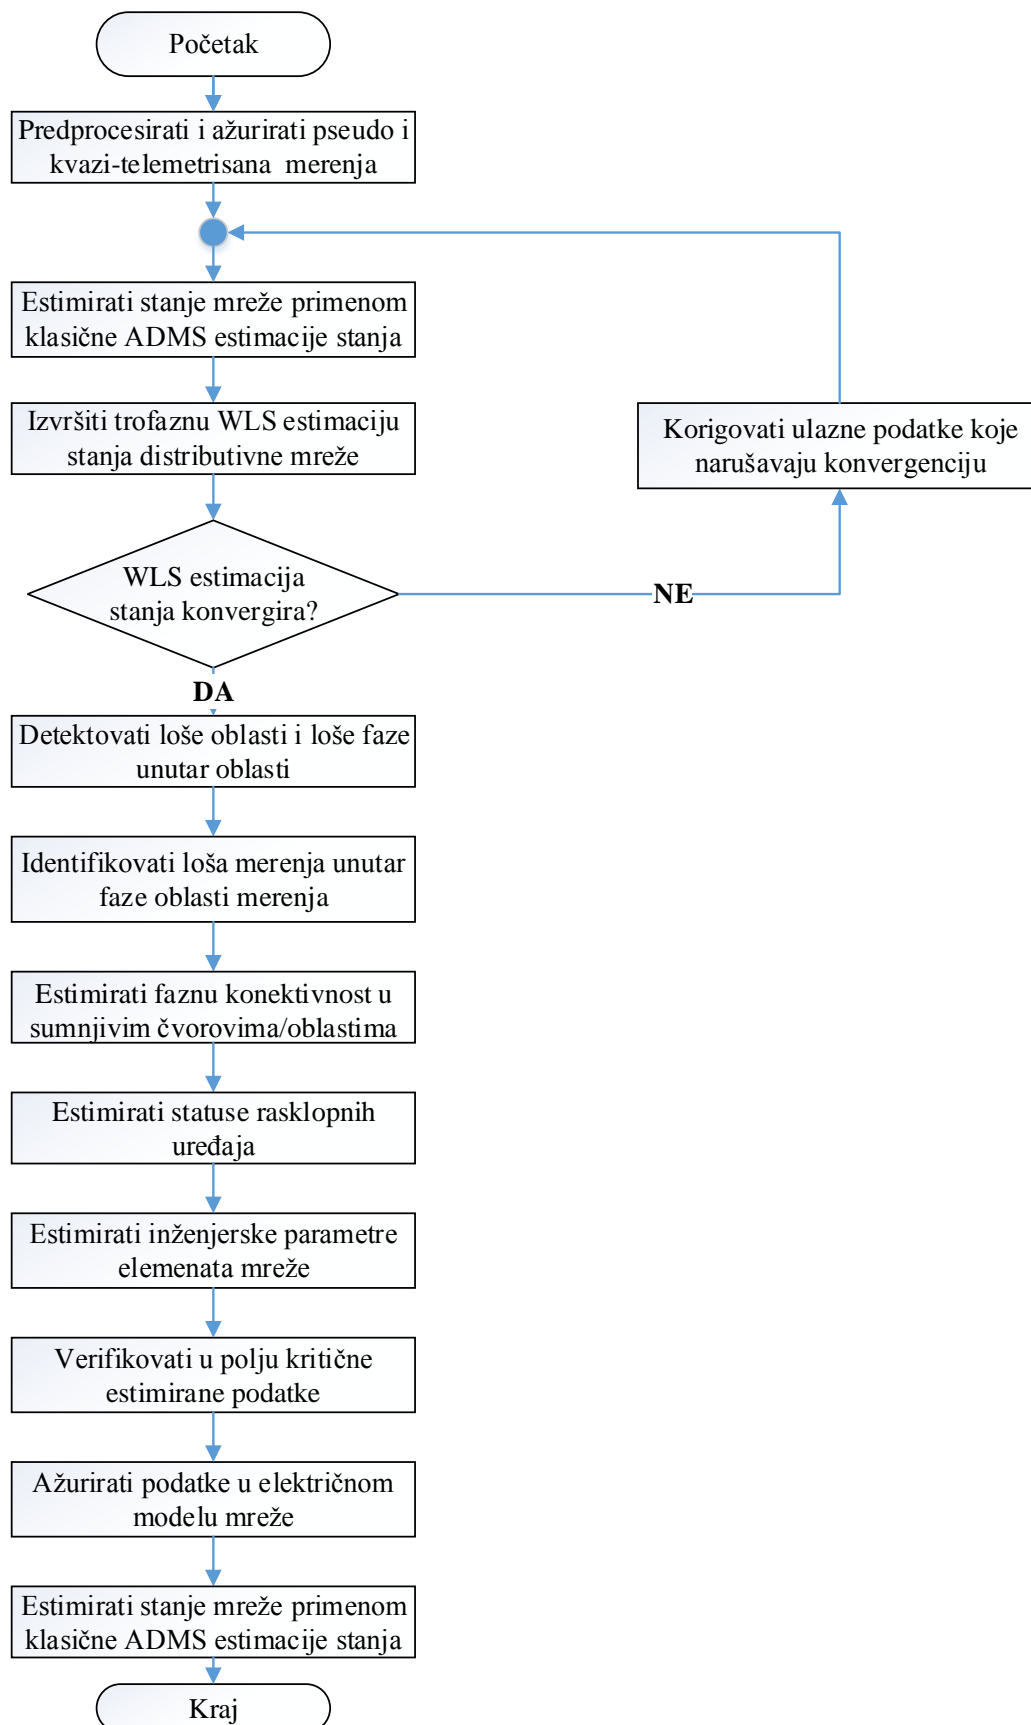 Početak
Predprocesirati i ažurirati pseudo i
kvazi-telemetrisana merenja
Estimirati stanje mreže primenom
klasične ADMS estimacije stanja
Izvršiti trofaznu WLS estimaciju
stanja distributivne mreže
Korigovati ulazne podatke koje
narušavaju konvergenciju
WLS estimacija
stanja konvergira?
NE
DA
Detektovati loše oblasti i loše faze
unutar oblasti
Identifikovati loša merenja unutar
faze oblasti merenja
Estimirati faznu konektivnost u
sumnjivim čvorovima/oblastima
Estimirati statuse rasklopnih
uređaja
Estimirati inženjerske parametre
elemenata mreže
Verifikovati u polju kritične
estimirane podatke
Ažurirati podatke u električnom
modelu mreže
Estimirati stanje mreže primenom
klasične ADMS estimacije stanja
Kraj